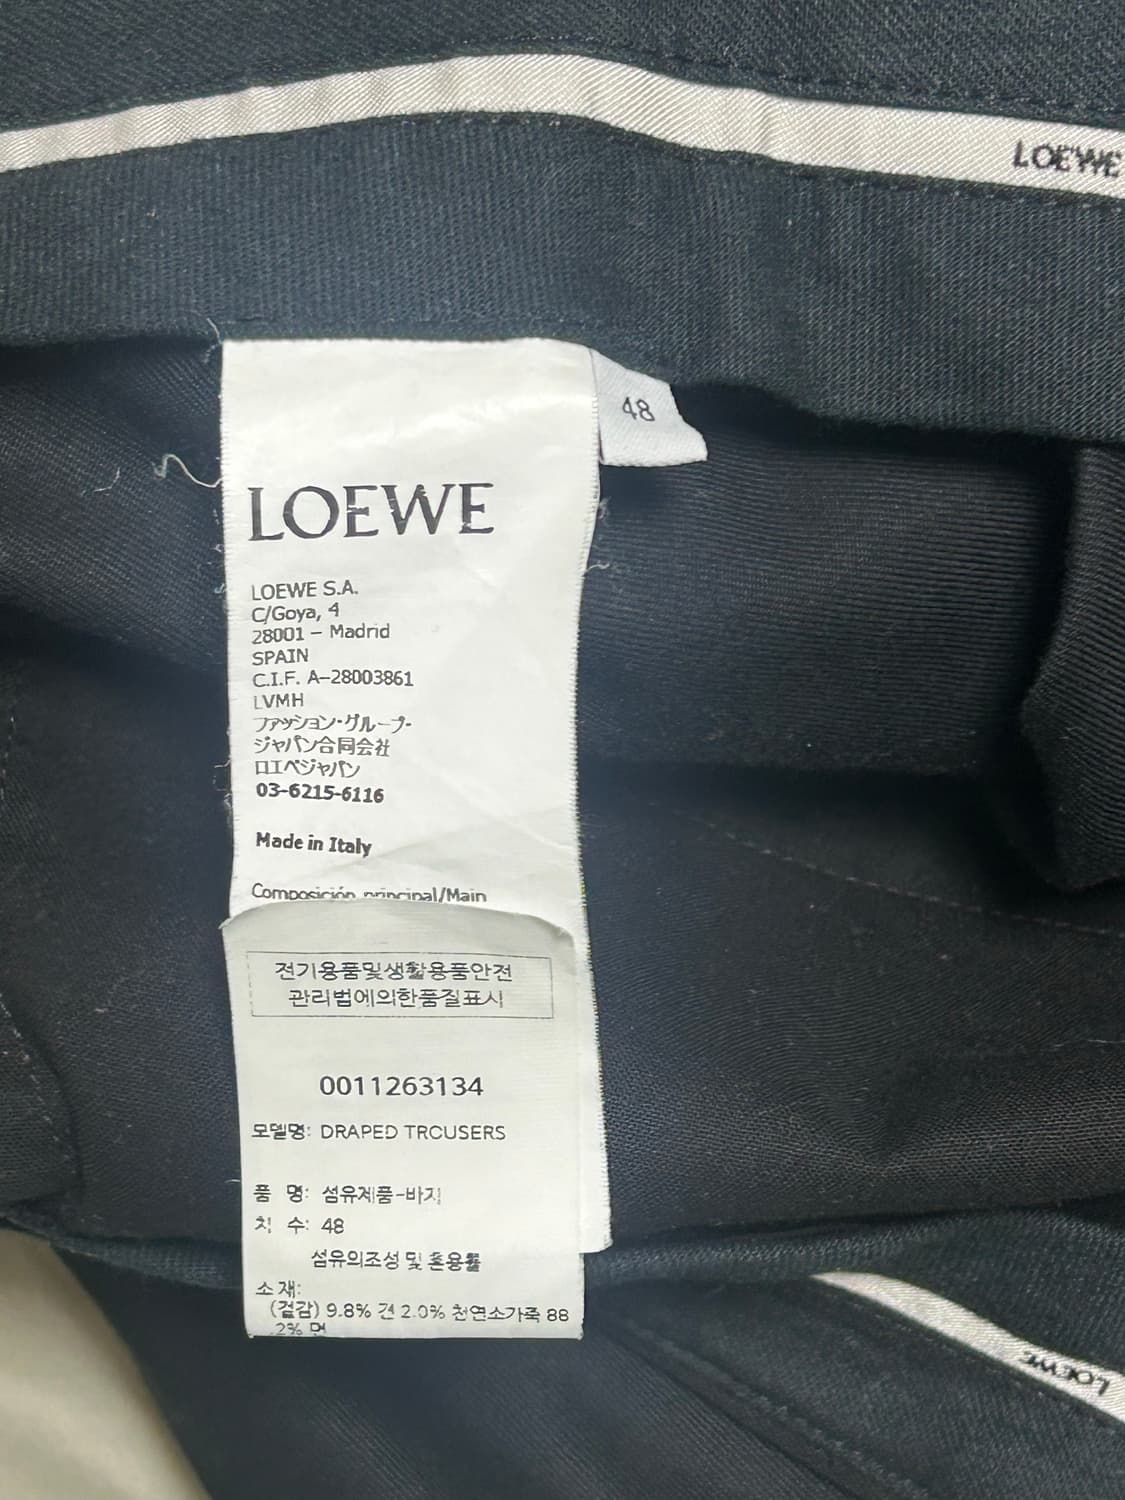 LOEWE
48
LOEWE
LOEWE S.A.
C/Goya, 4
28001 – Madrid
SPAIN
C.I.F. A-28003861
LVMH
ファッション・グループ・
ジャパン合同会社
ロエベジャパン
03-6215-6116
Made in Italy
Composición principal/Main
전기용품및생활용품안전
관리법에의한품질표시
0011263134
모델명: DRAPED TRCUSERS
품 명: 섬유제품-바지
치 수: 48
섬유의조성 및 혼용률
소재:
(겉감) 9.8% 견 2.0% 천연소가죽 88
.2% 면
LOEWE